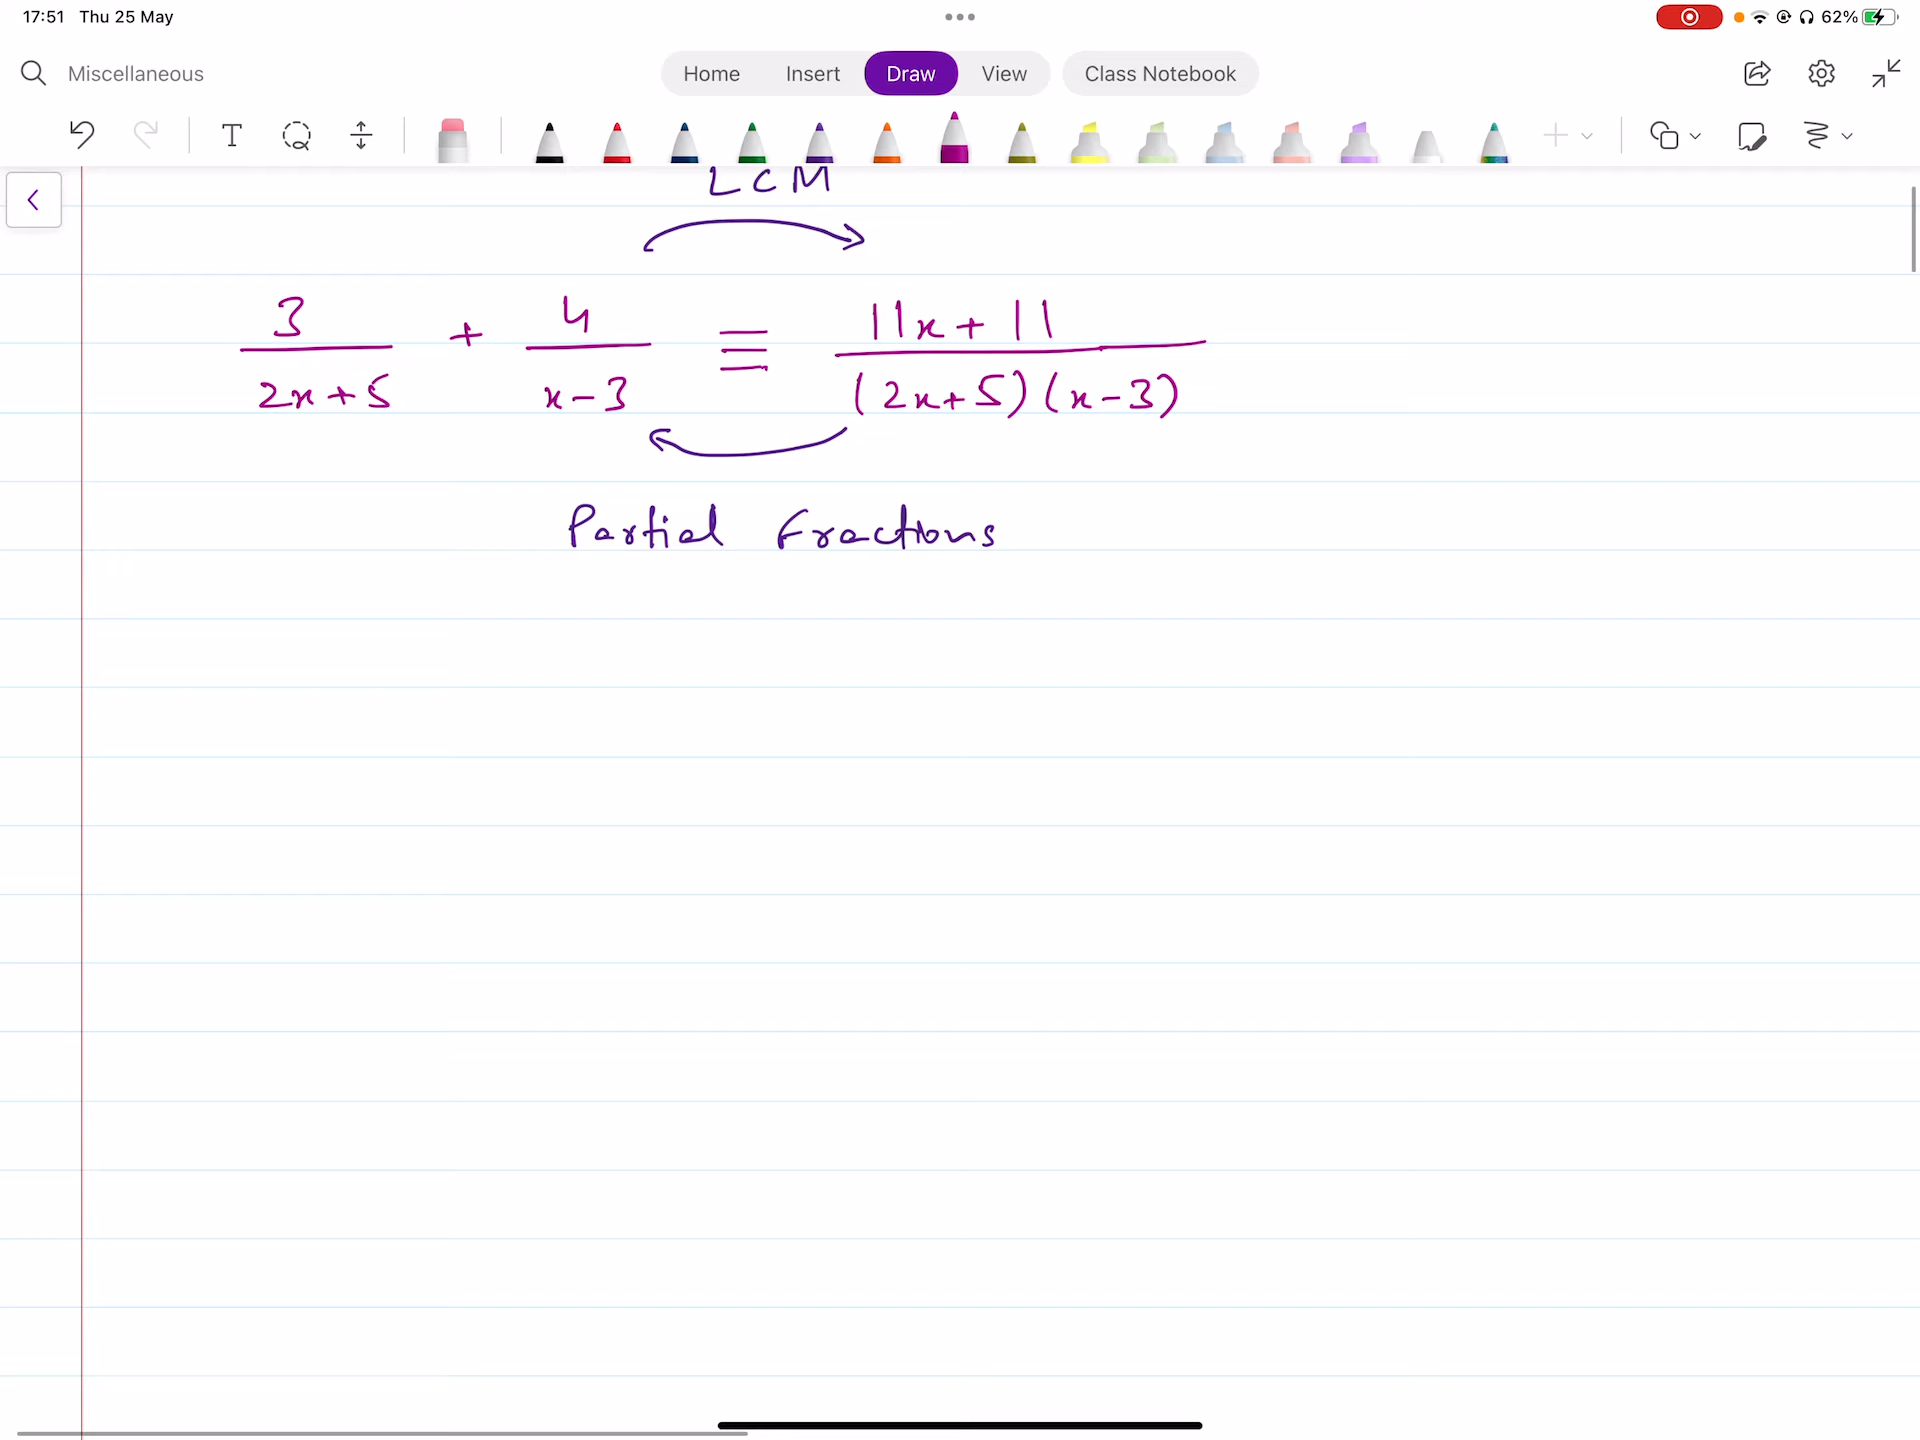 17:51 Thu 25 May 62%
Miscellaneous Home Insert Draw View Class Notebook
T
LCM
3/(2x+5) + 4/(x-3) ≡ (11x+11)/((2x+5)(x-3))
Partial Fractions